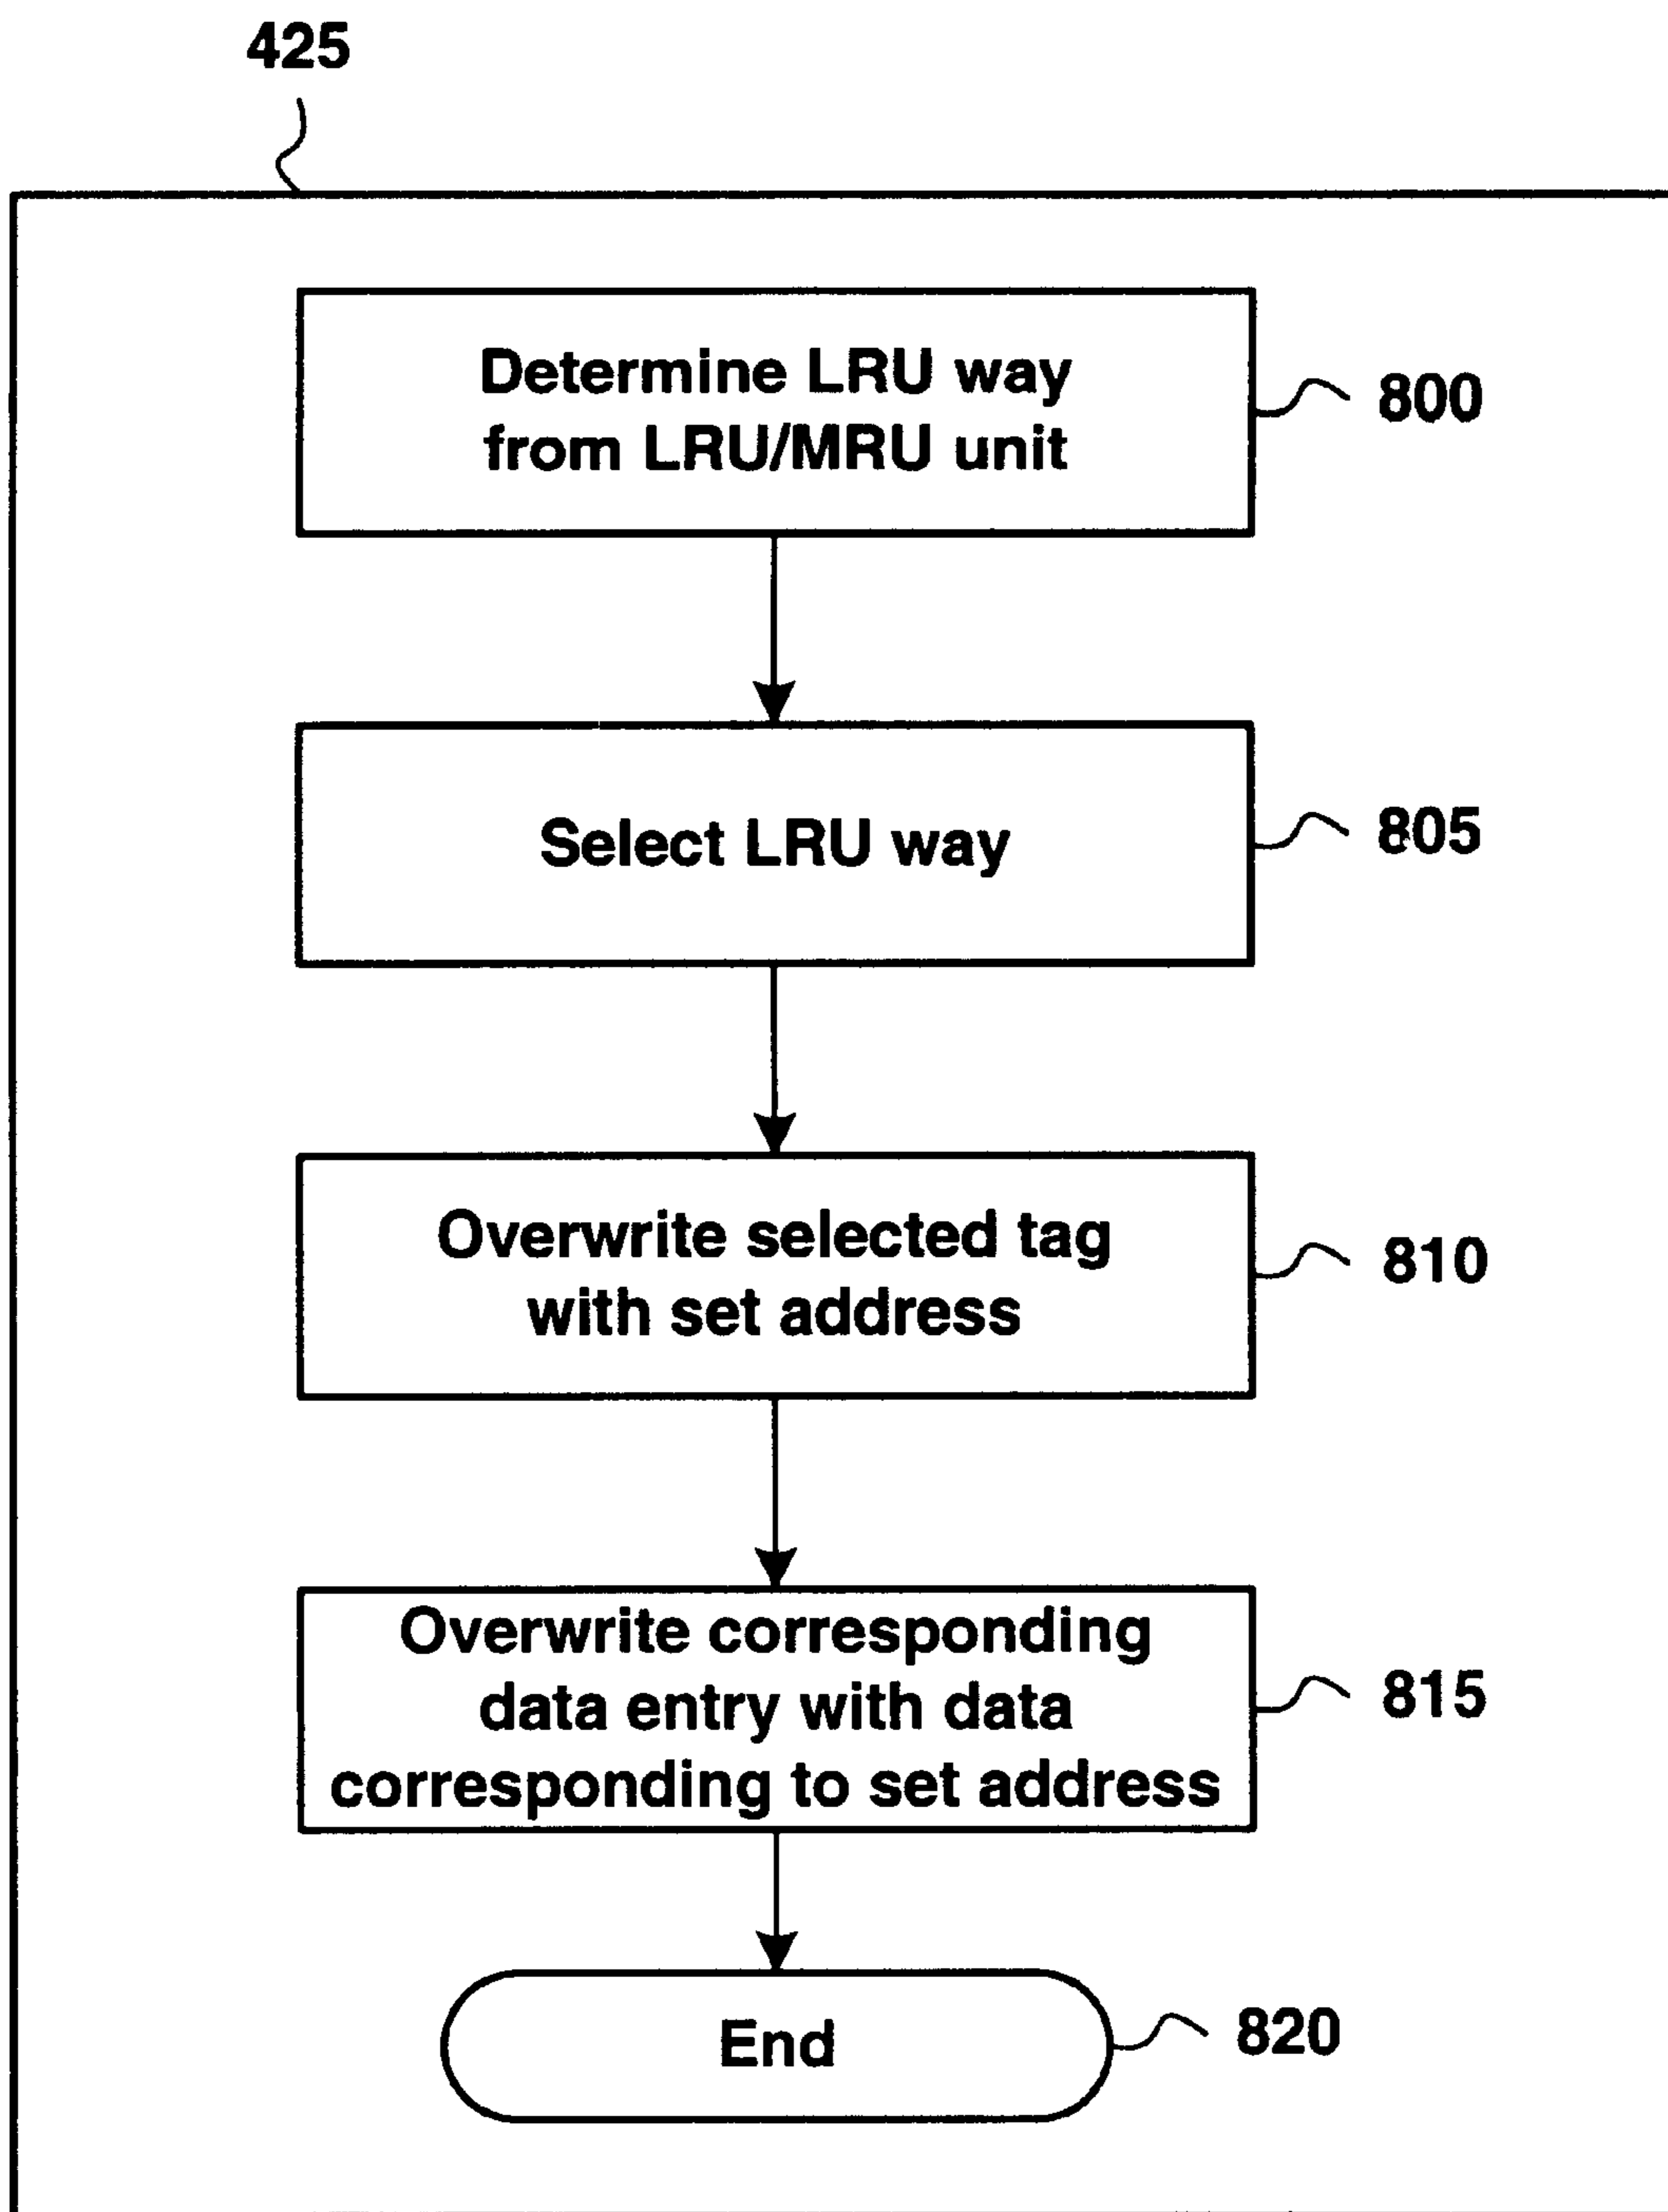 425
Determine LRU way
from LRU/MRU unit
800
Select LRU way
805
Overwrite selected tag
with set address
810
Overwrite corresponding
data entry with data
corresponding to set address
815
End
820